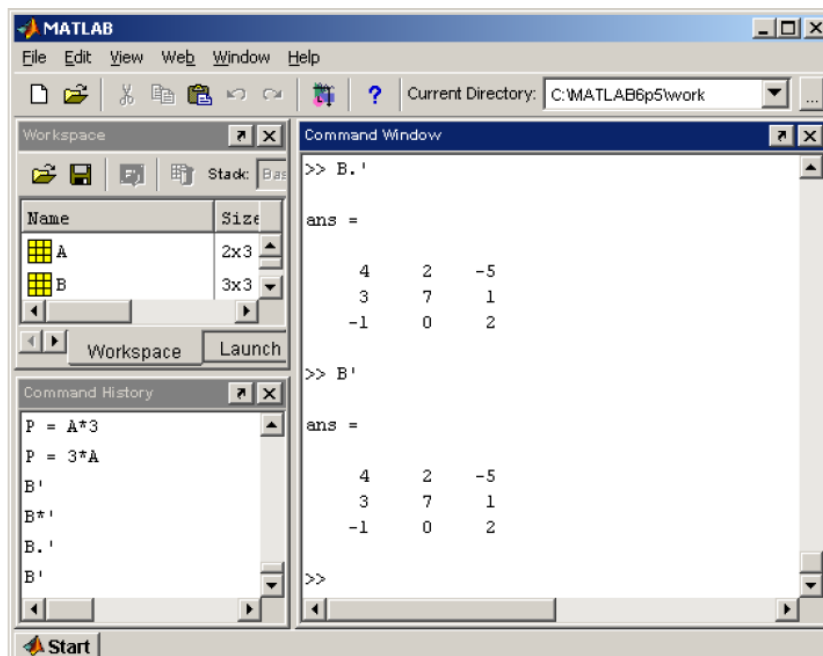 MATLAB
File Edit View Web Window Help
? Current Directory: C:\MATLAB6p5\work ...
Workspace
Stack: Bas
Name Size
A 2x3
B 3x3
Workspace Launch
Command History
P = A*3
P = 3*A
B'
B*'
B.'
B'
Command Window
>> B.'
ans =
4 2 -5
3 7 1
-1 0 2
>> B'
ans =
4 2 -5
3 7 1
-1 0 2
>>
Start